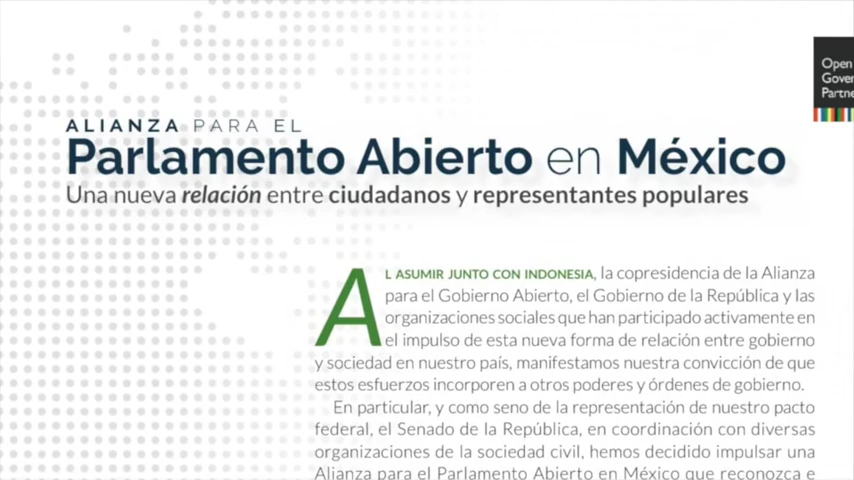 Open
Gover
Partne
ALIANZA PARA EL
Parlamento Abierto en México
Una nueva relación entre ciudadanos y representantes populares
AL ASUMIR JUNTO CON INDONESIA, la copresidencia de la Alianza
para el Gobierno Abierto, el Gobierno de la República y las
organizaciones sociales que han participado activamente en
el impulso de esta nueva forma de relación entre gobierno
y sociedad en nuestro país, manifestamos nuestra convicción de que
estos esfuerzos incorporen a otros poderes y órdenes de gobierno.
En particular, y como seno de la representación de nuestro pacto
federal, el Senado de la República, en coordinación con diversas
organizaciones de la sociedad civil, hemos decidido impulsar una
Alianza para el Parlamento Abierto en México que reconozca e